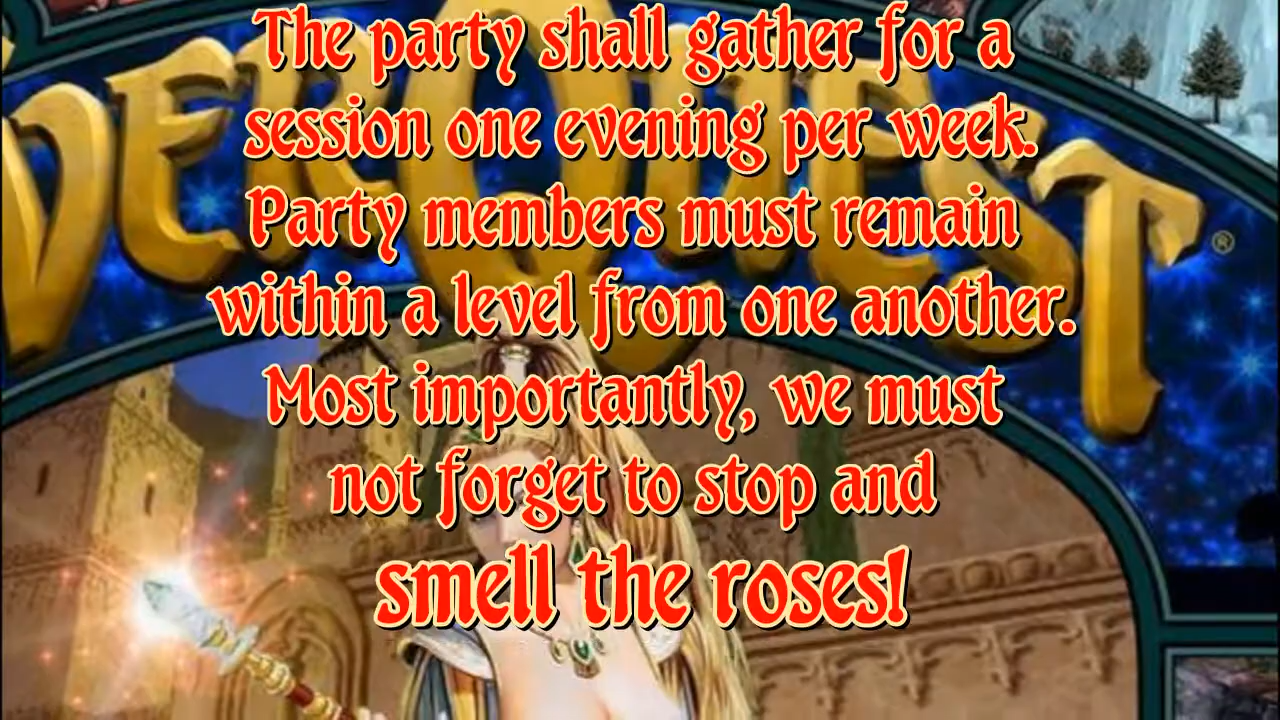 The party shall gather for a
session one evening per week.
Party members must remain
within a level from one another.
Most importantly, we must
not forget to stop and
smell the roses!
VERQUEST®